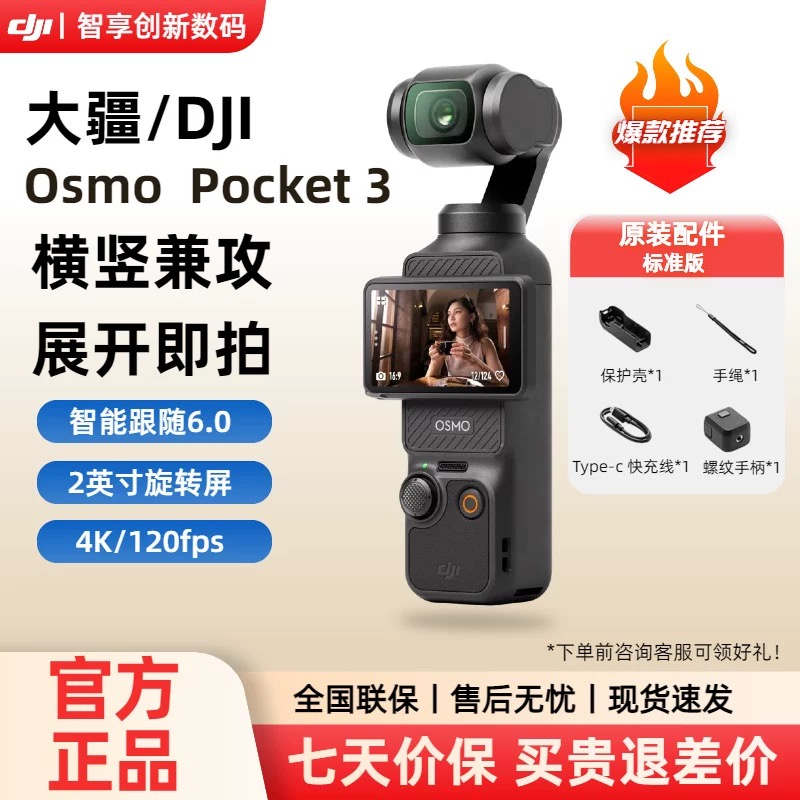 dji 智享创新数码
大疆/DJI
Osmo Pocket 3
横竖兼攻
展开即拍
智能跟随6.0
2英寸旋转屏
4K/120fps
爆款推荐
原装配件
标准版
保护壳*1
手绳*1
Type-c 快充线*1
螺纹手柄*1
16:9
12/124
OSMO
dji
*下单前咨询客服可领好礼!
官方
正品
全国联保|售后无忧|现货速发
七天价保 买贵退差价